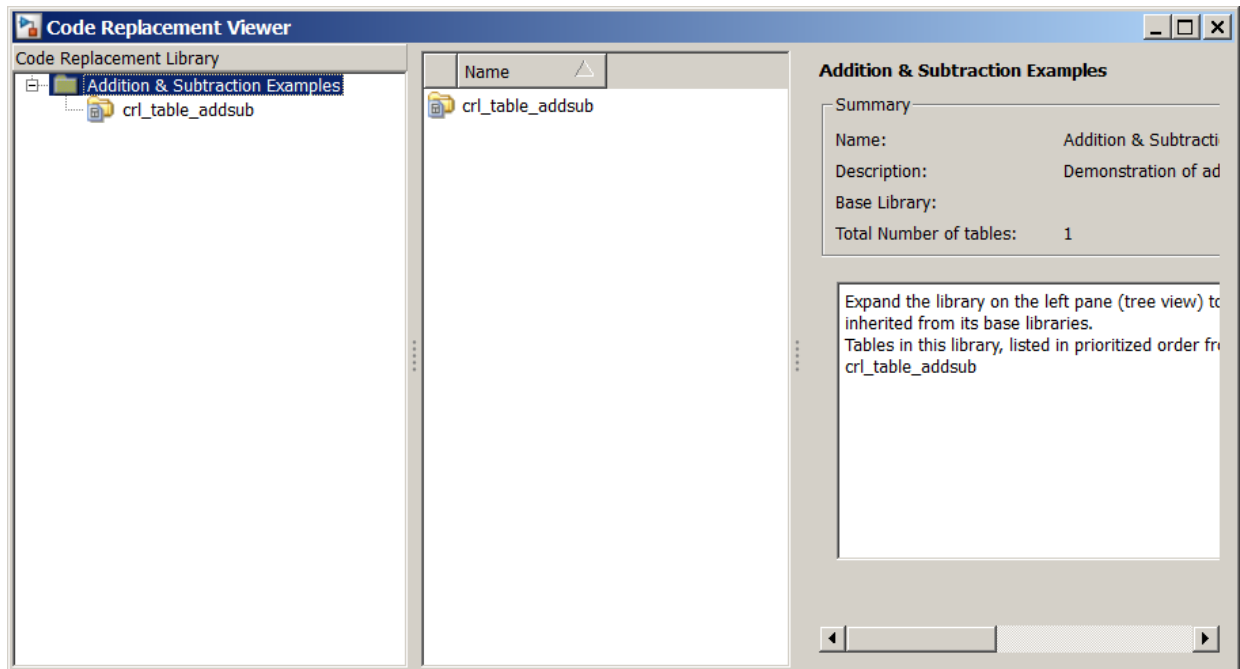 Code Replacement Viewer
Code Replacement Library
Addition & Subtraction Examples
crl_table_addsub
Name
crl_table_addsub
Addition & Subtraction Examples
Summary
Name: Addition & Subtracti
Description: Demonstration of ad
Base Library:
Total Number of tables: 1
Expand the library on the left pane (tree view) to
inherited from its base libraries.
Tables in this library, listed in prioritized order fr
crl_table_addsub